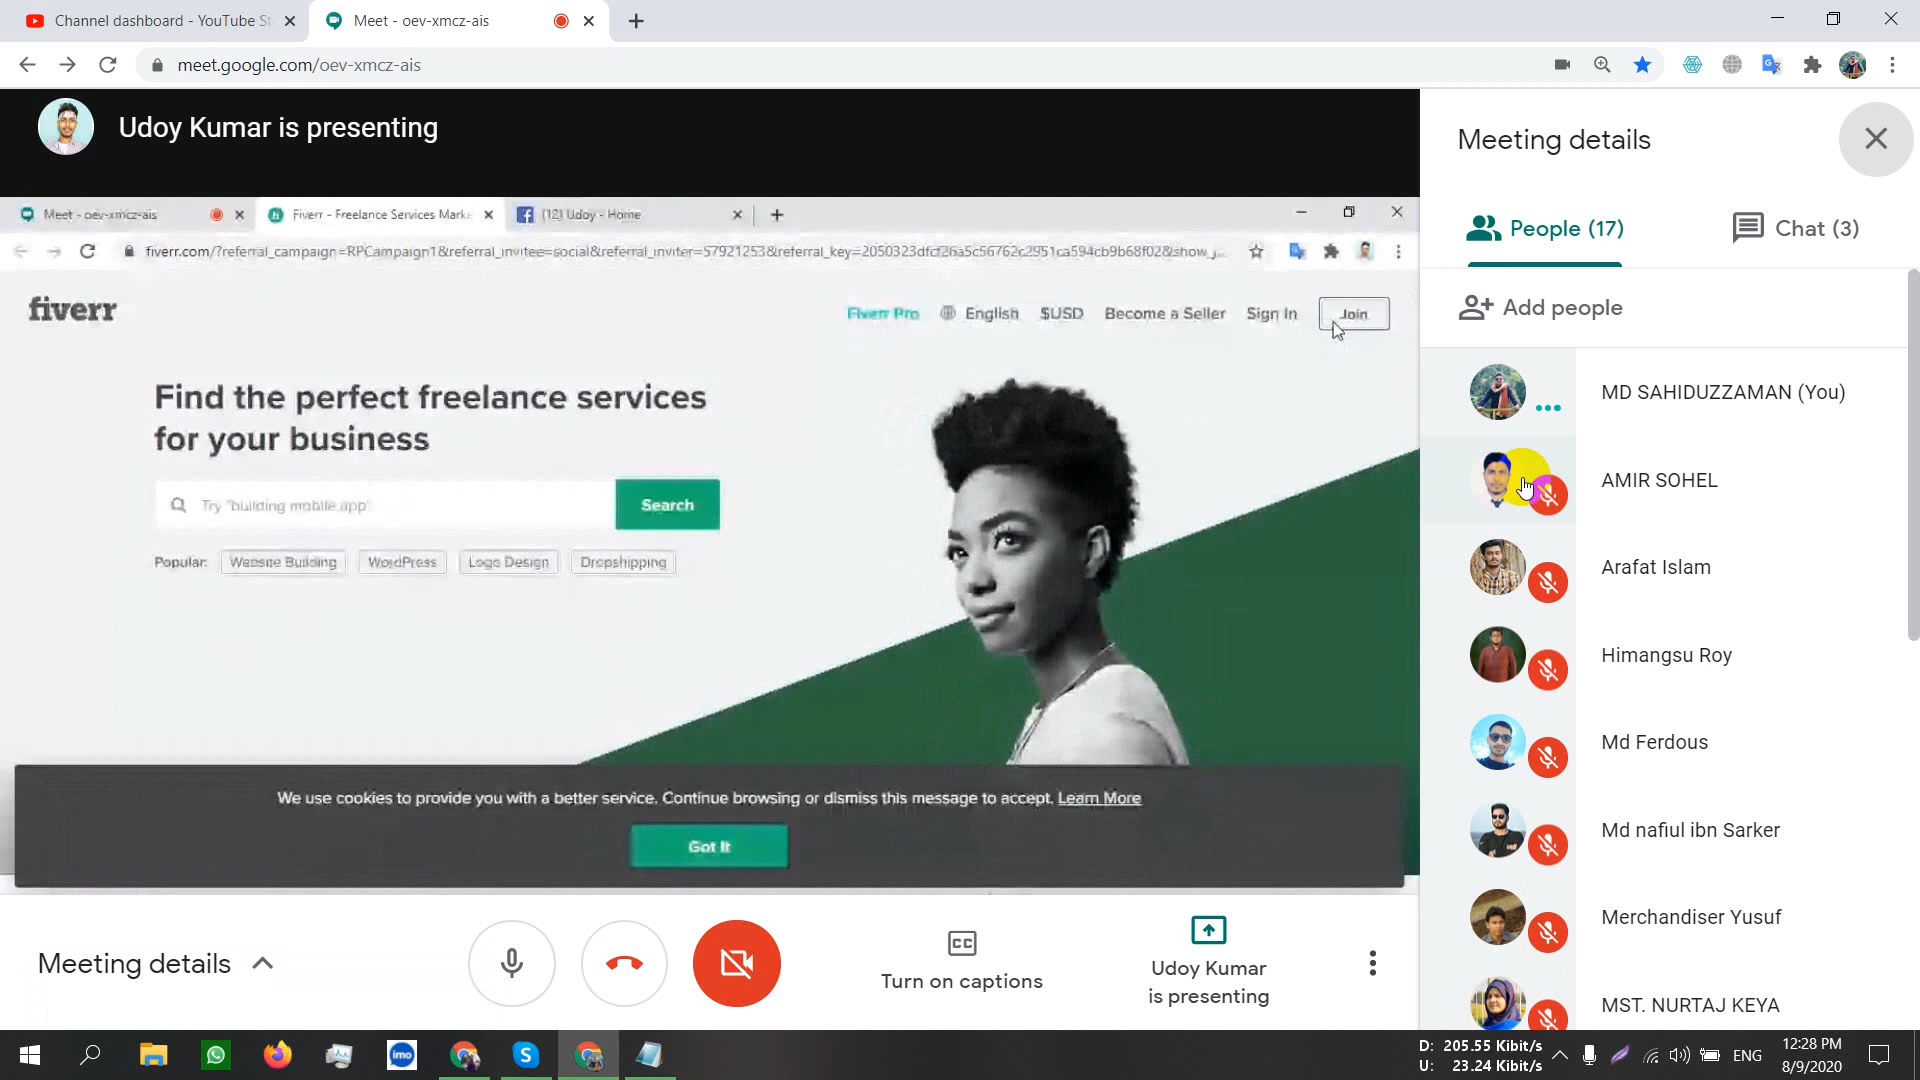 Channel dashboard - YouTube St
Meet - oev-xmcz-ais
meet.google.com/oev-xmcz-ais
Udoy Kumar is presenting
Meet - oev-xmcz-ais
Fiverr - Freelance Services Marke
(12) Udoy - Home
fiverr
Fiverr Pro
English
$USD
Become a Seller
Sign In
Join
Find the perfect freelance services
for your business
Try "building mobile app"
Search
Popular:
Website Building
WordPress
Logo Design
Dropshipping
We use cookies to provide you with a better service. Continue browsing or dismiss this message to accept. Learn More
Got It
Meeting details
Turn on captions
Udoy Kumar
is presenting
Meeting details
People (17)
Chat (3)
Add people
MD SAHIDUZZAMAN (You)
AMIR SOHEL
Arafat Islam
Himangsu Roy
Md Ferdous
Md nafiul ibn Sarker
Merchandiser Yusuf
MST. NURTAJ KEYA
imo
D: 205.55 Kibit/s
U: 23.24 Kibit/s
ENG
12:28 PM
8/9/2020